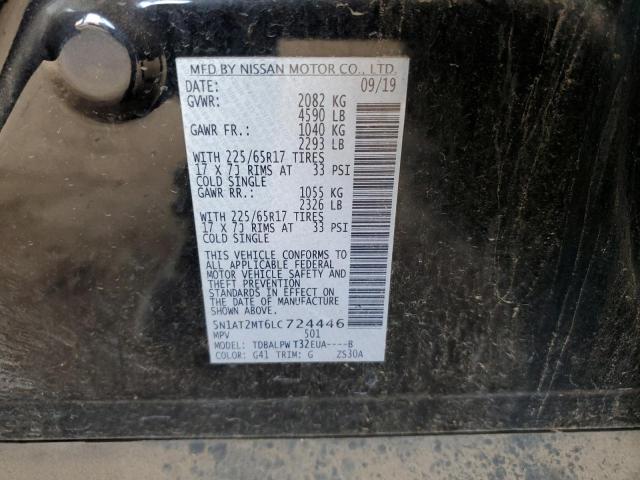 MFD BY NISSAN MOTOR CO., LTD.
DATE: 09/19
GVWR: 2082 KG
4590 LB
GAWR FR.: 1040 KG
2293 LB
WITH 225/65R17 TIRES
17 X 7J RIMS AT 33 PSI
COLD SINGLE
GAWR RR.: 1055 KG
2326 LB
WITH 225/65R17 TIRES
17 X 7J RIMS AT 33 PSI
COLD SINGLE
THIS VEHICLE CONFORMS TO
ALL APPLICABLE FEDERAL
MOTOR VEHICLE SAFETY AND
THEFT PREVENTION
STANDARDS IN EFFECT ON
THE DATE OF MANUFACTURE
SHOWN ABOVE.
5N1AT2MT6LC724446
MPV 501
MODEL: TDBALPW T32EUA----B
COLOR: G41 TRIM: G ZS30A